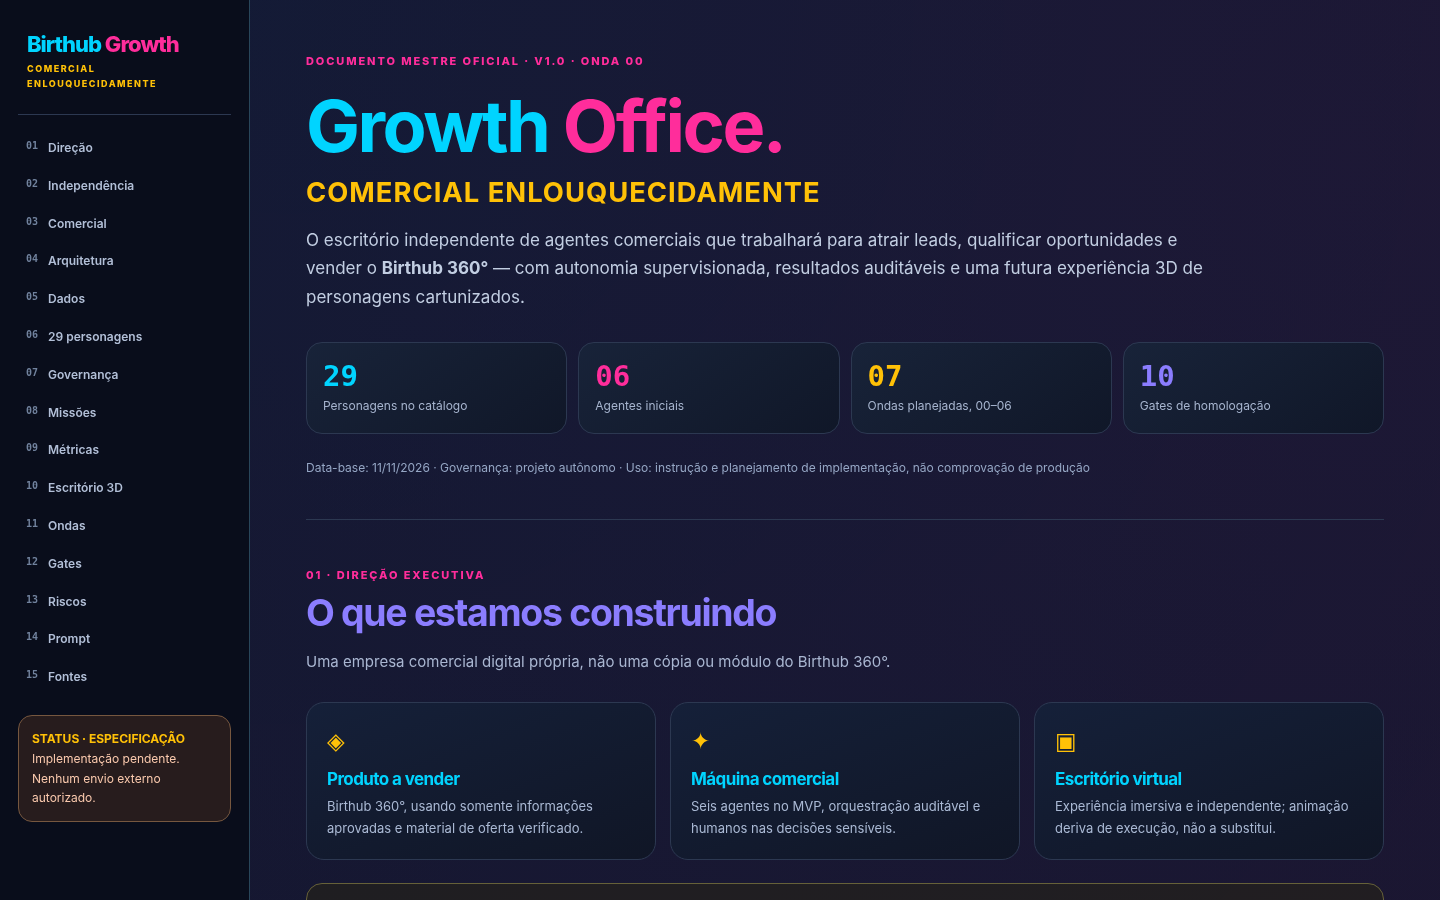 Birthub Growth
COMERCIAL
ENLOUQUECIDAMENTE
01 Direção
02 Independência
03 Comercial
04 Arquitetura
05 Dados
06 29 personagens
07 Governança
08 Missões
09 Métricas
10 Escritório 3D
11 Ondas
12 Gates
13 Riscos
14 Prompt
15 Fontes
STATUS · ESPECIFICAÇÃO
Implementação pendente.
Nenhum envio externo
autorizado.
DOCUMENTO MESTRE OFICIAL · V1.0 · ONDA 00
Growth Office.
COMERCIAL ENLOUQUECIDAMENTE
O escritório independente de agentes comerciais que trabalhará para atrair leads, qualificar oportunidades e
vender o Birthub 360° — com autonomia supervisionada, resultados auditáveis e uma futura experiência 3D de
personagens cartunizados.
29
Personagens no catálogo
06
Agentes iniciais
07
Ondas planejadas, 00–06
10
Gates de homologação
Data-base: 11/11/2026 · Governança: projeto autônomo · Uso: instrução e planejamento de implementação, não comprovação de produção
01 · DIREÇÃO EXECUTIVA
O que estamos construindo
Uma empresa comercial digital própria, não uma cópia ou módulo do Birthub 360°.
Produto a vender
Birthub 360°, usando somente informações
aprovadas e material de oferta verificado.
Máquina comercial
Seis agentes no MVP, orquestração auditável e
humanos nas decisões sensíveis.
Escritório virtual
Experiência imersiva e independente; animação
deriva de execução, não a substitui.